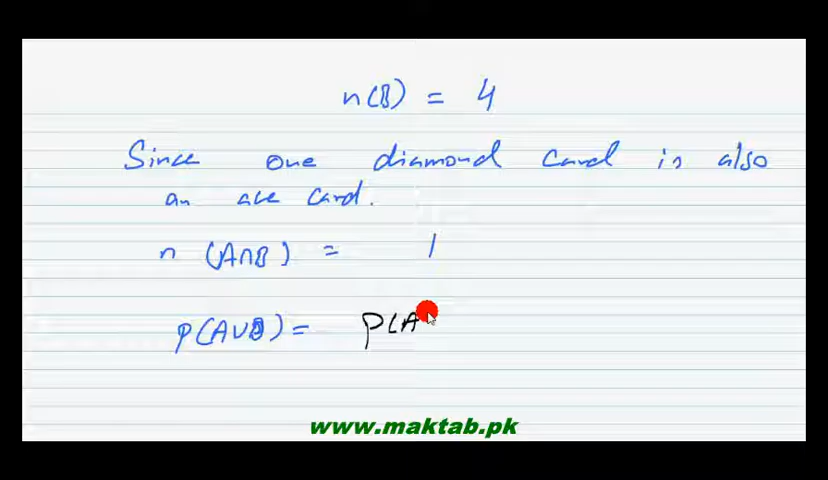 n(B) = 4
Since one diamond card is also
an ace card.
n (A∩B) = 1
P(A∪B) = P(A
www.maktab.pk